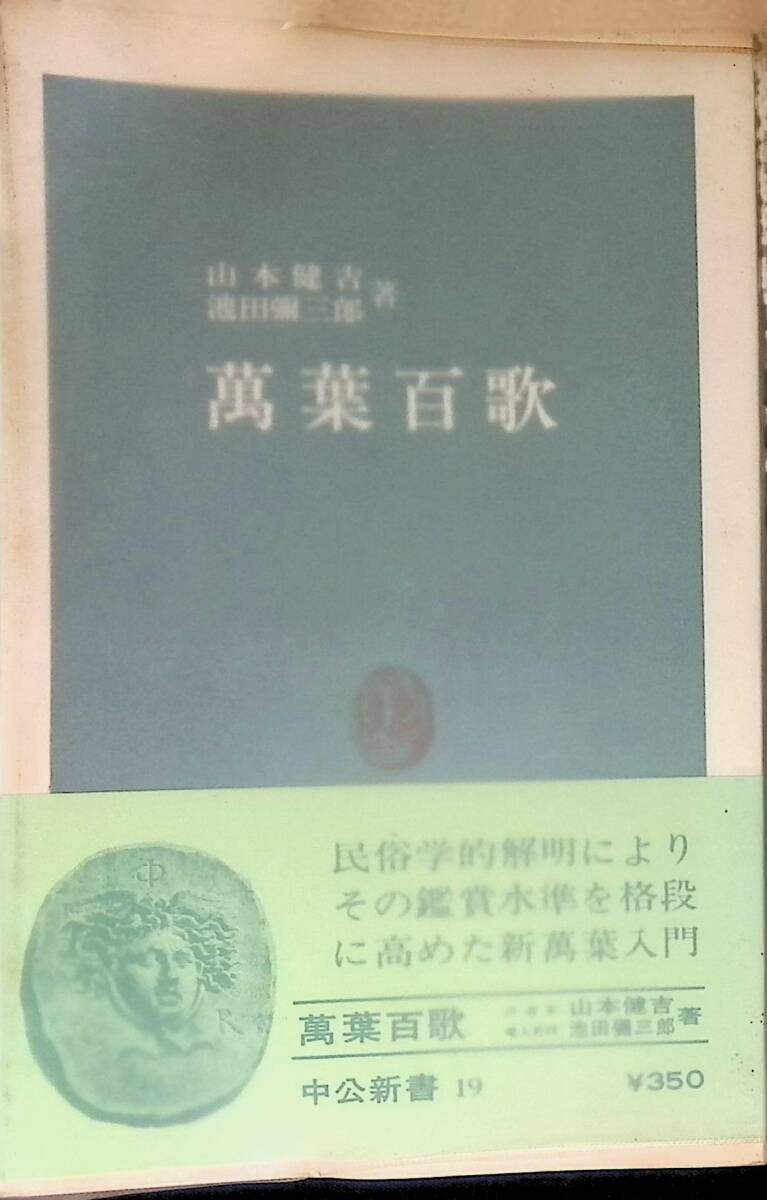 山本健吉
池田彌三郎 著
萬葉百歌
中
R
民俗学的解明により
その鑑賞水準を格段
に高めた新萬葉入門
萬葉百歌
山本健吉
池田彌三郎 著
中公新書 19
¥350